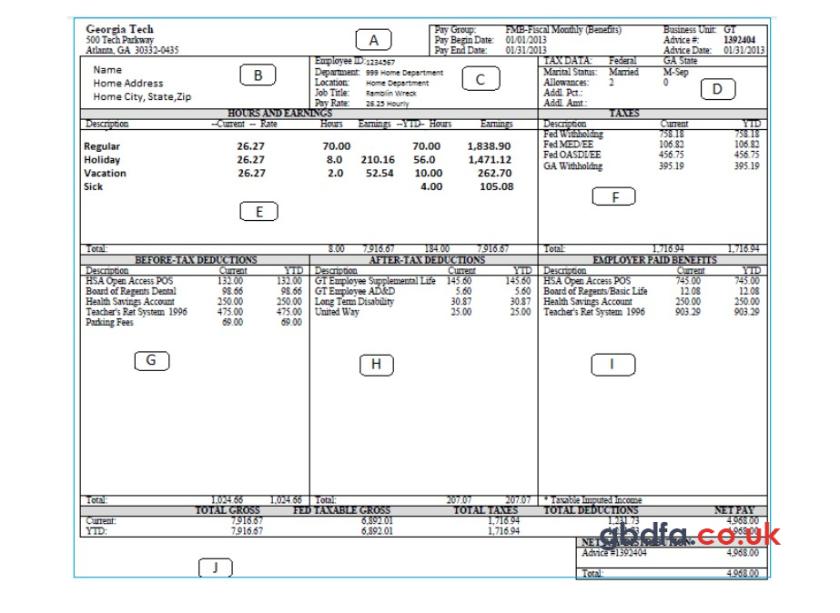 Georgia Tech
500 Tech Parkway
Atlanta, GA 30332-0435
A
Pay Group: FMB-Fiscal Monthly (Benefits)
Pay Begin Date: 01/01/2013
Pay End Date: 01/31/2013
Business Unit: GT
Advice #: 1392404
Advice Date: 01/31/2013
Name
Home Address
Home City, State,Zip
B
Employee ID:1234567
Department: 999 Home Department
Location: Home Department
Job Title: Ramblin Wreck
Pay Rate: 26.25 Hourly
C
TAX DATA: Federal GA State
Marital Status: Married M-Sep
Allowances: 2 0
Addl. Pct.:
Addl. Amt.:
D
HOURS AND EARNINGS
Description --Current -- Rate Hours Earnings --YTD- Hours Earnings
Regular 26.27 70.00 70.00 1,838.90
Holiday 26.27 8.0 210.16 56.0 1,471.12
Vacation 26.27 2.0 52.54 10.00 262.70
Sick 4.00 105.08
E
Total: 8.00 7,916.67 184.00 7,916.67
TAXES
Description Current YTD
Fed Withholdng 758.18 758.18
Fed MED/EE 106.82 106.82
Fed OASDI/EE 456.75 456.75
GA Withholdng 395.19 395.19
F
Total: 1,716.94 1,716.94
BEFORE-TAX DEDUCTIONS
Description Current YTD
HSA Open Access POS 132.00 132.00
Board of Regents Dental 98.66 98.66
Health Savings Account 250.00 250.00
Teacher's Ret System 1996 475.00 475.00
Parking Fees 69.00 69.00
G
Total: 1,024.66 1,024.66
AFTER-TAX DEDUCTIONS
Description Current YTD
GT Employee Supplemental Life 145.60 145.60
GT Employee AD&D 5.60 5.60
Long Term Disability 30.87 30.87
United Way 25.00 25.00
H
Total: 207.07 207.07
EMPLOYER PAID BENEFITS
Description Current YTD
HSA Open Access POS 745.00 745.00
Board of Regents/Basic Life 12.08 12.08
Health Savings Account 250.00 250.00
Teacher's Ret System 1996 903.29 903.29
I
* Taxable Imputed Income
TOTAL GROSS FED TAXABLE GROSS TOTAL TAXES TOTAL DEDUCTIONS NET PAY
Current: 7,916.67 6,892.01 1,716.94 1,231.73 4,968.00
YTD: 7,916.67 6,892.01 1,716.94
gbdfa.co.uk
Advice #1392404 4,968.00
Total: 4,968.00
J